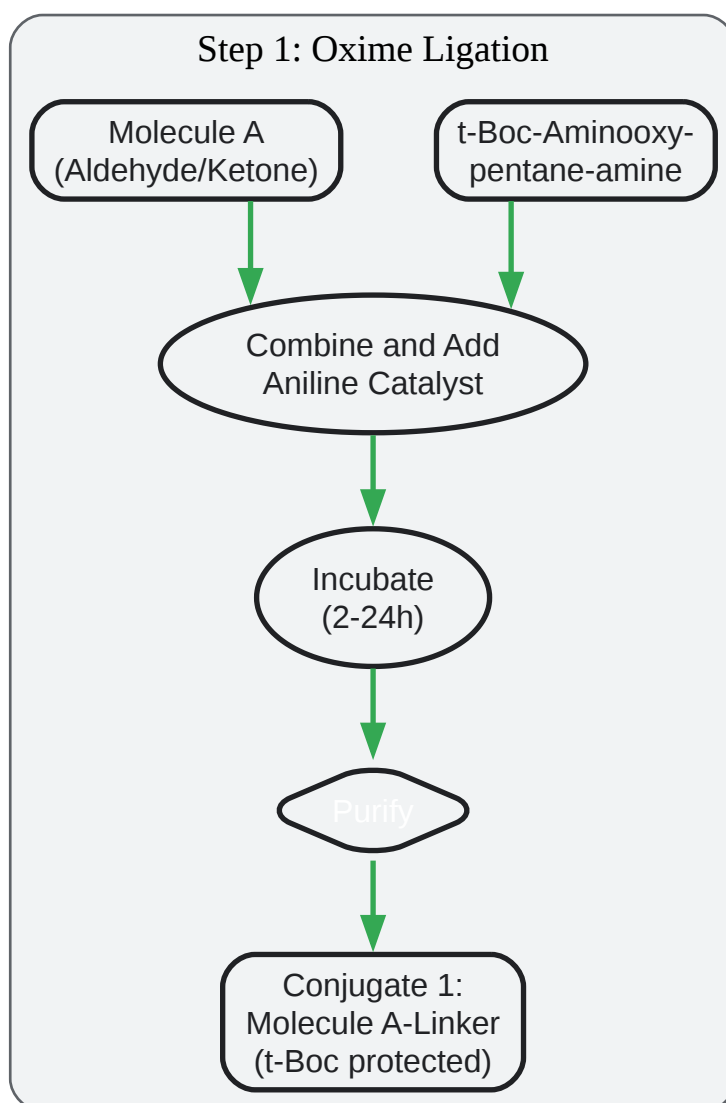 Step 1: Oxime Ligation
Molecule A
(Aldehyde/Ketone)
t-Boc-Aminooxy-
pentane-amine
Combine and Add
Aniline Catalyst
Incubate
(2-24h)
Purify
Conjugate 1:
Molecule A-Linker
(t-Boc protected)